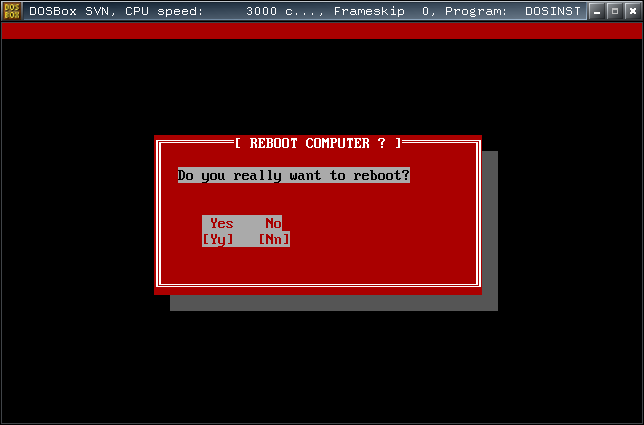 DOS
BOX
DOSBox SVN, CPU speed: 3000 c..., Frameskip 0, Program: DOSINST
[ REBOOT COMPUTER ? ]
Do you really want to reboot?
Yes No
[Yy] [Nn]